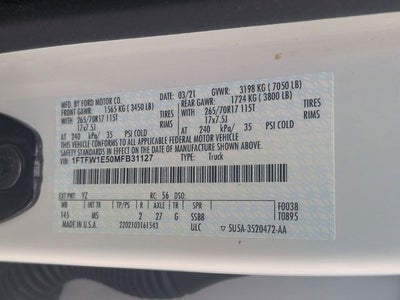 MFD. BY FORD MOTOR CO.
03/21 GVWR: 3198 KG ( 7050 LB)
FRONT GAWR: REAR GAWR:
1565 KG ( 3450 LB) 1724 KG ( 3800 LB)
265/70R17 115T TIRES 265/70R17 115T TIRES
17x7.5J RIMS 17x7.5J RIMS
AT 240 kPa/ 35 PSI COLD AT 240 kPa/ 35 PSI COLD
THIS VEHICLE CONFORMS TO ALL APPLICABLE FEDERAL MOTOR
VEHICLE SAFETY STANDARDS IN EFFECT ON THE DATE OF
MANUFACTURE SHOWN ABOVE.
VIN: 1FTFW1E50MFB31127
TYPE: Truck
EXT PNT: YZ RC: 56 DSO:
WB INT TR TP/PS R AXLE TR SPR F0038
145 MS 2 27 G SSBB T0895
MADE IN U.S.A. 2202103161543 ULC 5U5A-3520472-AA